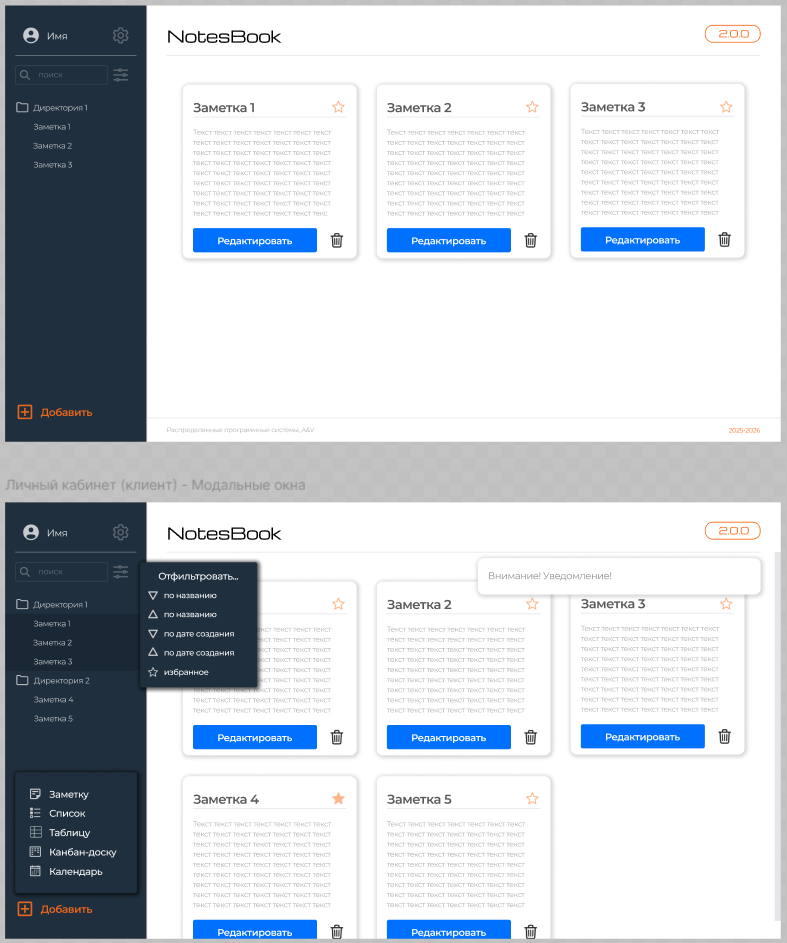 Имя
NotesBook
2.0.0
поиск
Директория 1
Заметка 1
Заметка 2
Заметка 3
Заметка 1
Текст текст текст текст текст текст текст
текст текст текст текст текст текст текст
текст текст текст текст текст текст текст
текст текст текст текст текст текст текст
текст текст текст текст текст текст текст
текст текст текст текст текст текст текст
текст текст текст текст текст текст текст
текст текст текст текст текст текст
текст текст текст текст текст текст текс
Редактировать
Заметка 2
Текст текст текст текст текст текст текст
текст текст текст текст текст текст текст
текст текст текст текст текст текст текст
текст текст текст текст текст текст текст
текст текст текст текст текст текст текст
текст текст текст текст текст текст текст
текст текст текст текст текст текст текст
текст текст текст текст текст текст текст
текст текст текст текст текст текст текст
Редактировать
Заметка 3
Текст текст текст текст текст текст текст
текст текст текст текст текст текст текст
текст текст текст текст текст текст текст
текст текст текст текст текст текст текст
текст текст текст текст текст текст текст
текст текст текст текст текст текст текст
текст текст текст текст текст текст текст
текст текст текст текст текст текст текст
текст текст текст текст текст текст текст
Редактировать
Добавить
Распределенные программные системы, A&V
2025-2026
Личный кабинет (клиент) - Модальные окна
Имя
NotesBook
2.0.0
поиск
Директория 1
Заметка 1
Заметка 2
Заметка 3
Директория 2
Заметка 4
Заметка 5
Отфильтровать...
по названию
по названию
по дате создания
по дате создания
избранное
Внимание! Уведомление!
Редактировать
Заметка 2
Текст текст текст текст текст текст текст
текст текст текст текст текст текст текст
текст текст текст текст текст текст текст
текст текст текст текст текст текст текст
текст текст текст текст текст текст текст
текст текст текст текст текст текст текст
текст текст текст текст текст текст текст
текст текст текст текст текст текст текст
текст текст текст текст текст текст текст
Редактировать
Заметка 3
Текст текст текст текст текст текст текст
текст текст текст текст текст текст текст
текст текст текст текст текст текст текст
текст текст текст текст текст текст текст
текст текст текст текст текст текст текст
текст текст текст текст текст текст текст
текст текст текст текст текст текст текст
текст текст текст текст текст текст текст
текст текст текст текст текст текст текст
Редактировать
Заметку
Список
Таблицу
Канбан-доску
Календарь
Добавить
Заметка 4
Текст текст текст текст текст текст текст
текст текст текст текст текст текст текст
текст текст текст текст текст текст текст
текст текст текст текст текст текст текст
текст текст текст текст текст текст текст
текст текст текст текст текст текст текст
текст текст текст текст текст текст текст
текст текст текст текст текст текст текст
текст текст текст текст текст текст текст
Редактировать
Заметка 5
Текст текст текст текст текст текст текст
текст текст текст текст текст текст текст
текст текст текст текст текст текст текст
текст текст текст текст текст текст текст
текст текст текст текст текст текст текст
текст текст текст текст текст текст текст
текст текст текст текст текст текст текст
текст текст текст текст текст текст текст
текст текст текст текст текст текст текст
Редактировать